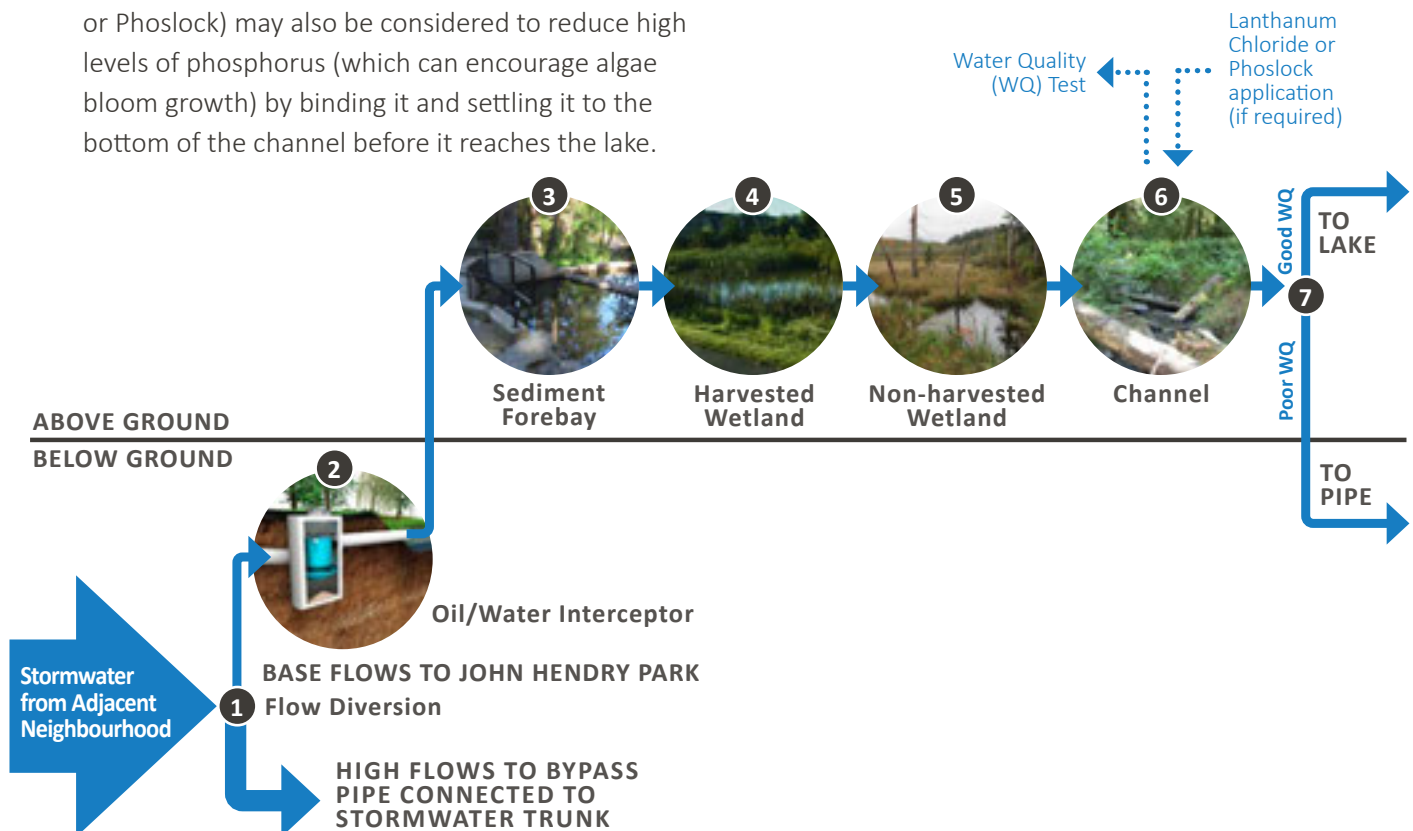 or Phoslock) may also be considered to reduce high
levels of phosphorus (which can encourage algae
bloom growth) by binding it and settling it to the
bottom of the channel before it reaches the lake.
Water Quality
(WQ) Test
Lanthanum
Chloride or
Phoslock
application
(if required)
3
4
5
6
Sediment
Forebay
Harvested
Wetland
Non-harvested
Wetland
Channel
Good WQ
TO
LAKE
7
Poor WQ
TO
PIPE
ABOVE GROUND
BELOW GROUND
2
Oil/Water Interceptor
BASE FLOWS TO JOHN HENDRY PARK
Stormwater
from Adjacent
Neighbourhood
1
Flow Diversion
HIGH FLOWS TO BYPASS
PIPE CONNECTED TO
STORMWATER TRUNK